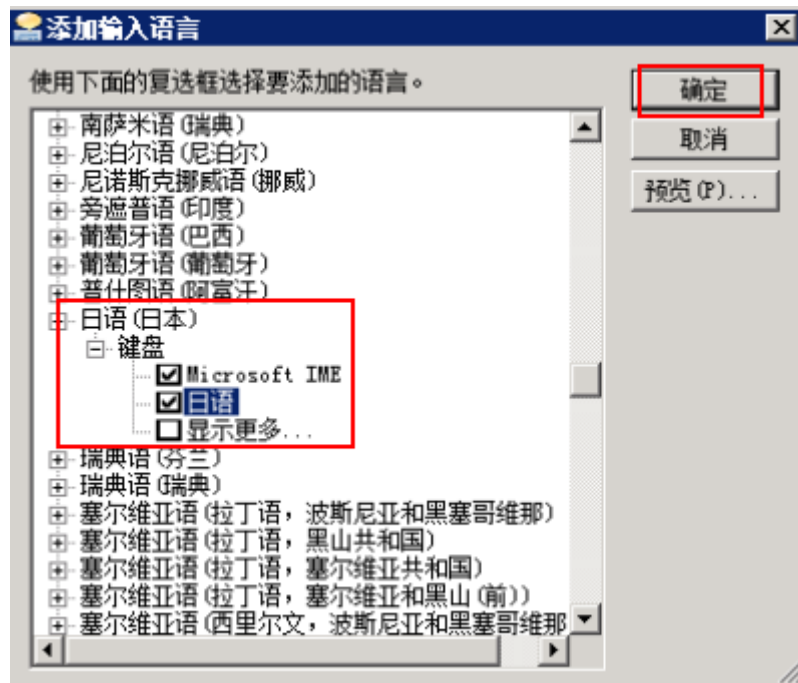 添加输入语言
使用下面的复选框选择要添加的语言。
确定
取消
预览(P)...
南萨米语(瑞典)
尼泊尔语(尼泊尔)
尼诺斯克挪威语(挪威)
旁遮普语(印度)
葡萄牙语(巴西)
葡萄牙语(葡萄牙)
普什图语(阿富汗)
日语(日本)
键盘
Microsoft IME
日语
显示更多...
瑞典语(芬兰)
瑞典语(瑞典)
塞尔维亚语(拉丁语，波斯尼亚和黑塞哥维那)
塞尔维亚语(拉丁语，黑山共和国)
塞尔维亚语(拉丁语，塞尔维亚共和国)
塞尔维亚语(拉丁语，塞尔维亚和黑山(前))
塞尔维亚语(西里尔文，波斯尼亚和黑塞哥维那